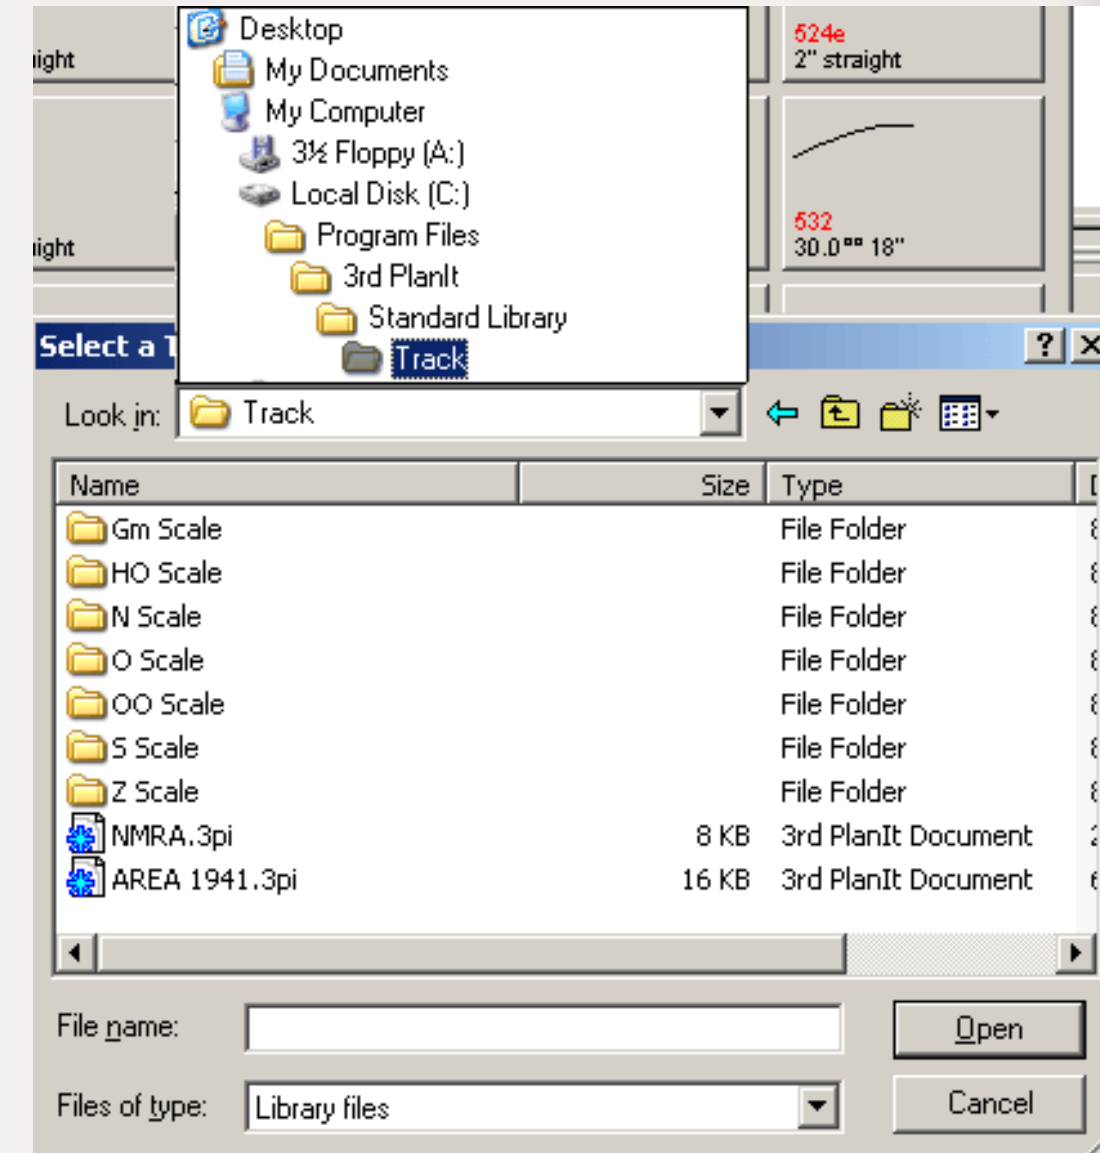 Desktop
My Documents
My Computer
3½ Floppy (A:)
Local Disk (C:)
Program Files
3rd PlanIt
Standard Library
Track
ight
ight
524e
2" straight
532
30.0°° 18"
Select a
Look in: Track
Name Size Type
Gm Scale File Folder
HO Scale File Folder
N Scale File Folder
O Scale File Folder
OO Scale File Folder
S Scale File Folder
Z Scale File Folder
NMRA.3pi 8 KB 3rd PlanIt Document
AREA 1941.3pi 16 KB 3rd PlanIt Document
File name:
Open
Files of type: Library files
Cancel